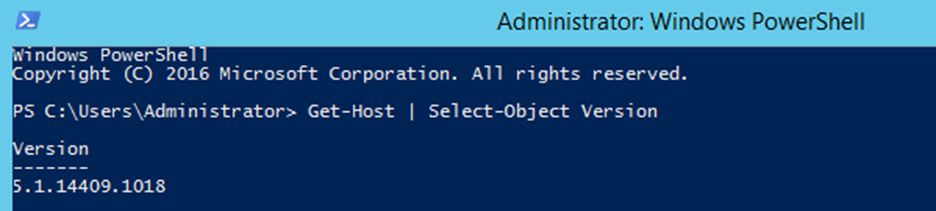 Administrator: Windows PowerShell
Windows PowerShell
Copyright (C) 2016 Microsoft Corporation. All rights reserved.
PS C:\Users\Administrator> Get-Host | Select-Object Version
Version
-------
5.1.14409.1018